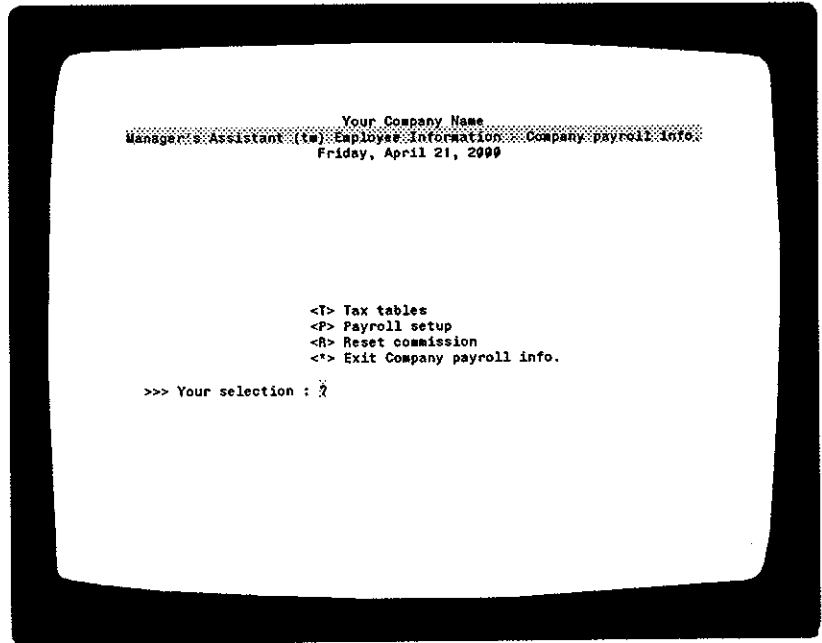 Your Company Name
Manager's Assistant (tm) Employee Information : Company payroll info.
Friday, April 21, 2000
<T> Tax tables
<P> Payroll setup
<R> Reset commission
<*> Exit Company payroll info.
>>> Your selection : ?